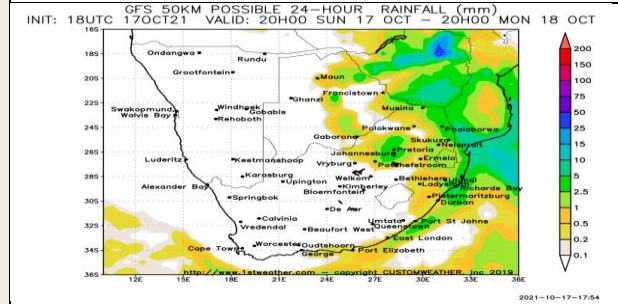 GFS 50KM POSSIBLE 24-HOUR RAINFALL (mm)
INIT: 18UTC 17OCT21 VALID: 20H00 SUN 17 OCT - 20H00 MON 18 OCT
16S
Ondangwa
Rundu
18S
200
Grootfontein
150
Maun
20S
100
Francistown
75
Ghanzi
22S
Musina
50
Swakopmund
Windhoek
Gobabis
Walvis Bay
Rehoboth
25
24S
Polokwane
Phalaborwa
20
Gaborone
Skukuza
15
Nelspruit
26S
Johannesburg
Pretoria
10
Luderitz
Keetmanshoop
Vryburg
Potchefstroom
Ermelo
5
28S
Karasburg
Welkom
Bethlehem
Ulundi
Alexander Bay
Upington
Kimberley
Ladysmith
Richards Bay
2.5
Springbok
Bloemfontein
Pietermaritzburg
30S
Durban
1
De Aar
Calvinia
Umtata
Port St Johns
0.5
Vredendal
Beaufort West
Queenstown
32S
East London
0.2
Worcester
Oudtshoorn
Cape Town
George
Port Elizabeth
34S
0.1
http://www.1stweather.com - copyright CUSTOMWEATHER, Inc 2019
36S
12E 15E 18E 21E 24E 27E 30E 33E 36E
2021-10-17-17:54